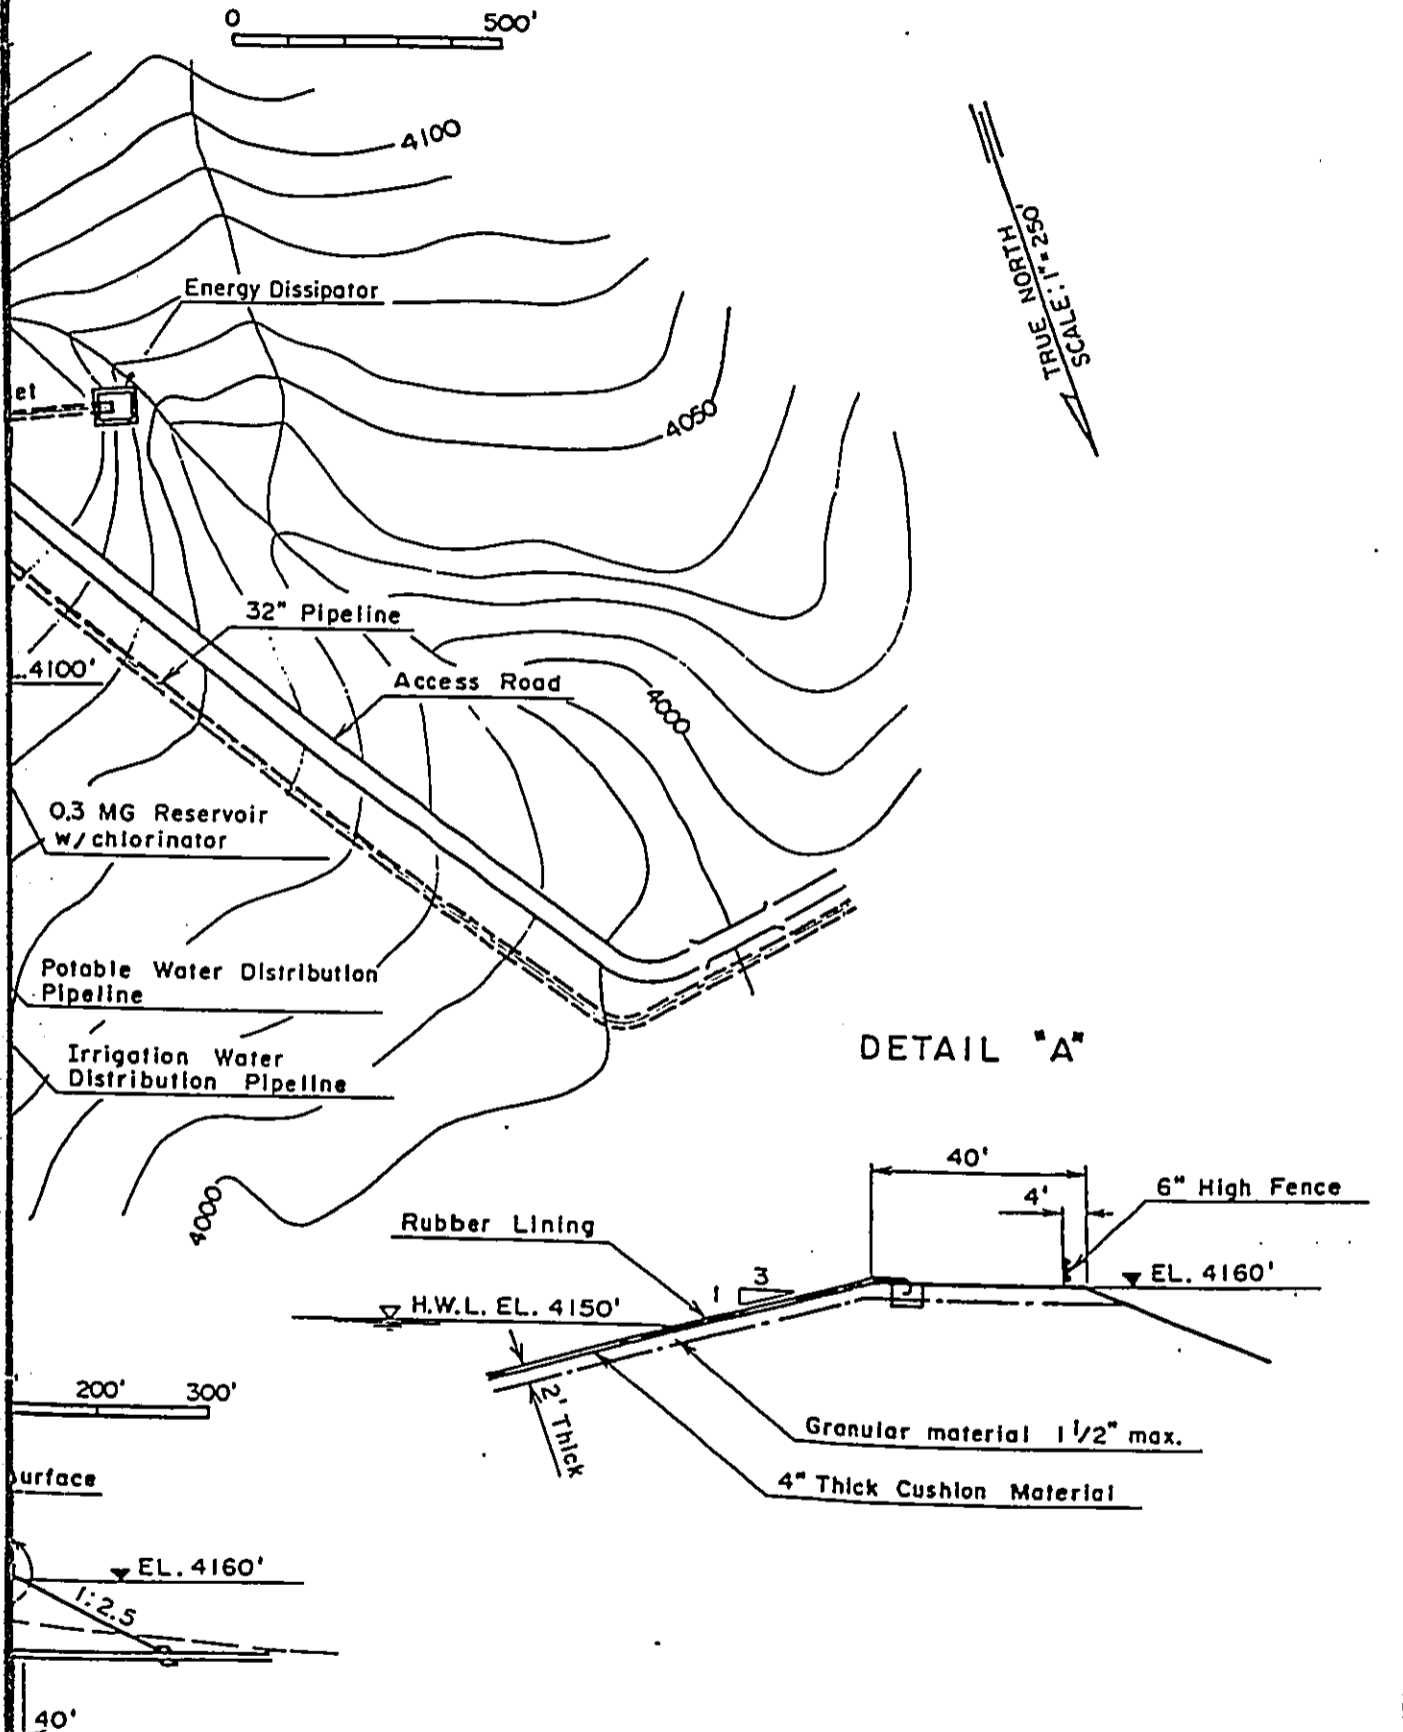 0 500'
4100
TRUE NORTH
SCALE: 1"=250'
Energy Dissipator
et
4050
32" Pipeline
4100'
Access Road
4000
0.3 MG Reservoir
w/chlorinator
Potable Water Distribution
Pipeline
Irrigation Water
Distribution Pipeline
DETAIL "A"
4000
40'
4'
6" High Fence
Rubber Lining
1 3
EL. 4160'
H.W.L. EL. 4150'
200' 300'
2' Thick
Granular material 1 1/2" max.
4" Thick Cushion Material
urface
EL. 4160'
1:2.5
40'